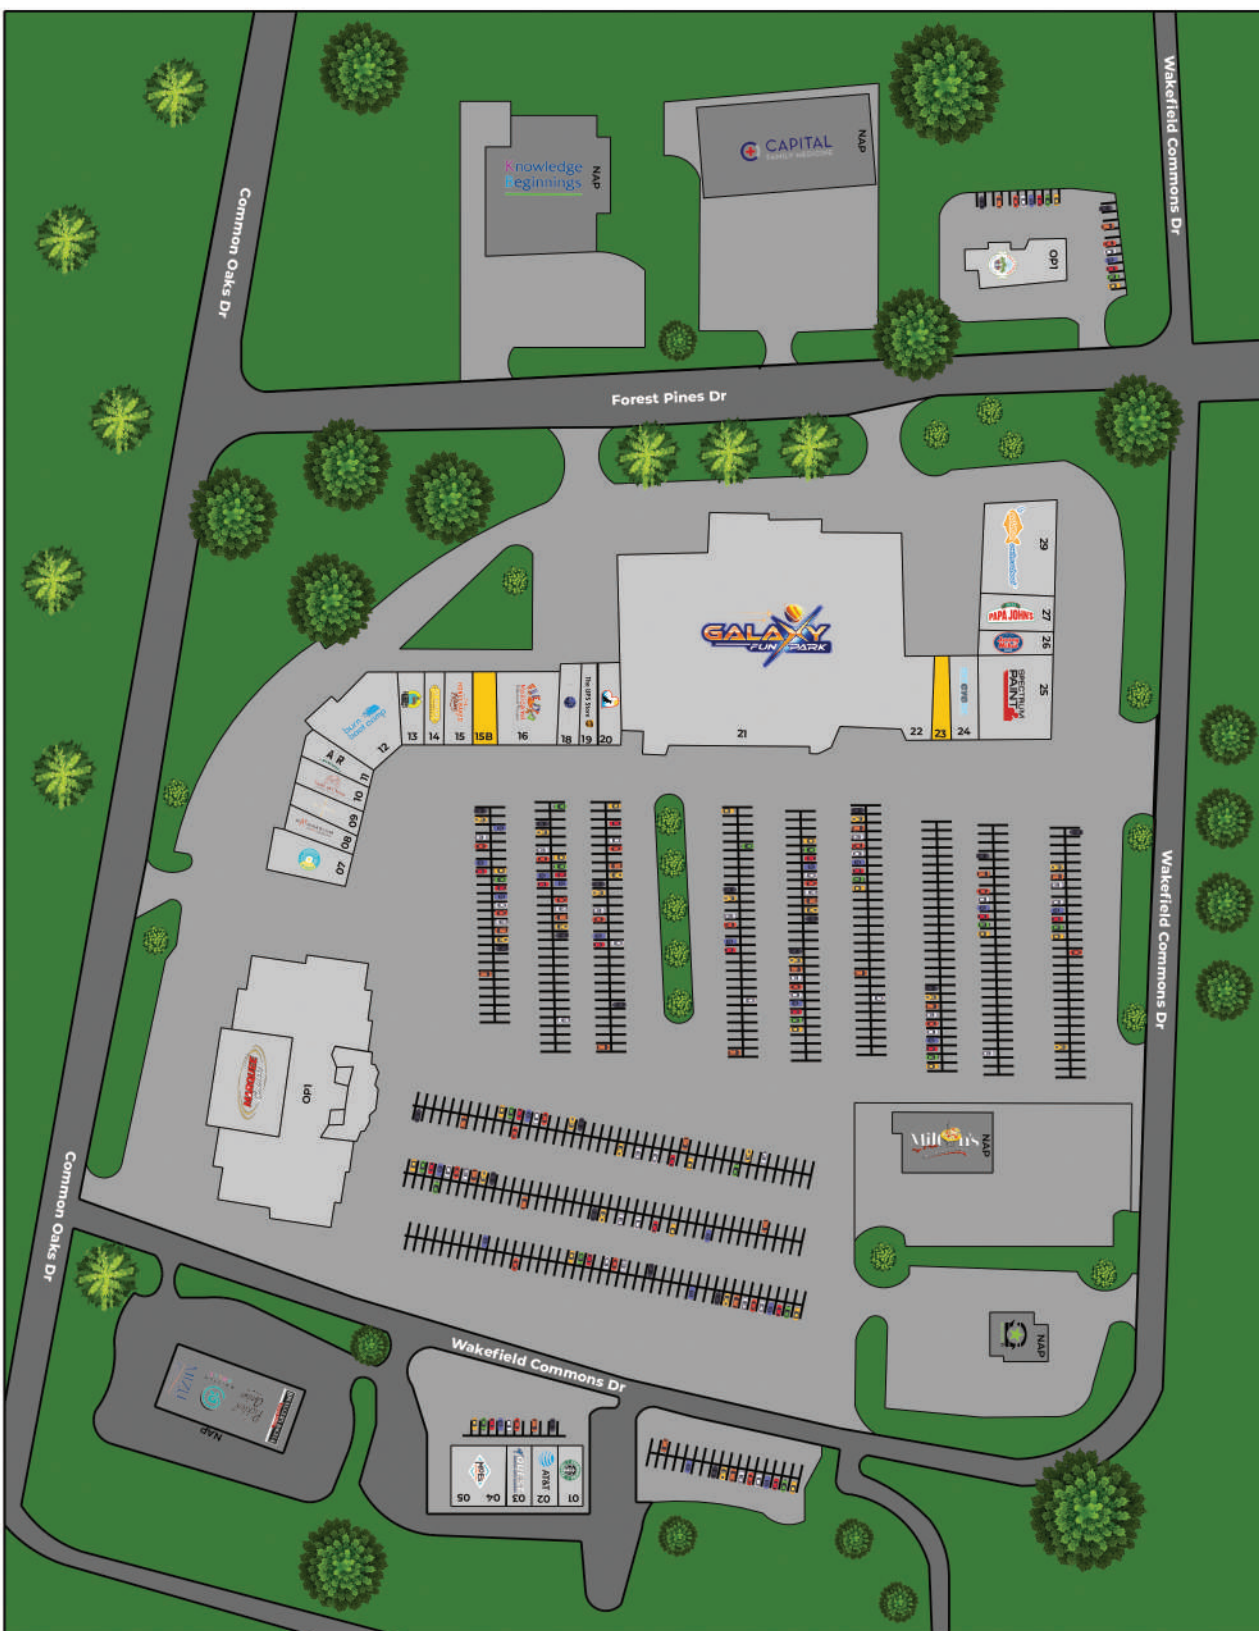 Wakefield Commons Dr
Knowledge
Beginnings
NAP
CAPITAL
FAMILY MEDICINE
NAP
Common Oaks Dr
OP1
Forest Pines Dr
29
PAPA JOHN'S
27
26
SPECTRUM
PAINT
25
GALAXY
FUN PARK
21
22
23
eye
24
burn
boot camp
12
13
14
15
15B
16
18
The UPS Store
19
20
AR
11
10
09
08
07
Wakefield Commons Dr
OP1
Milton's
NAP
NAP
Common Oaks Dr
Wakefield Commons Dr
NAP
05
04
03
AT&T
02
01